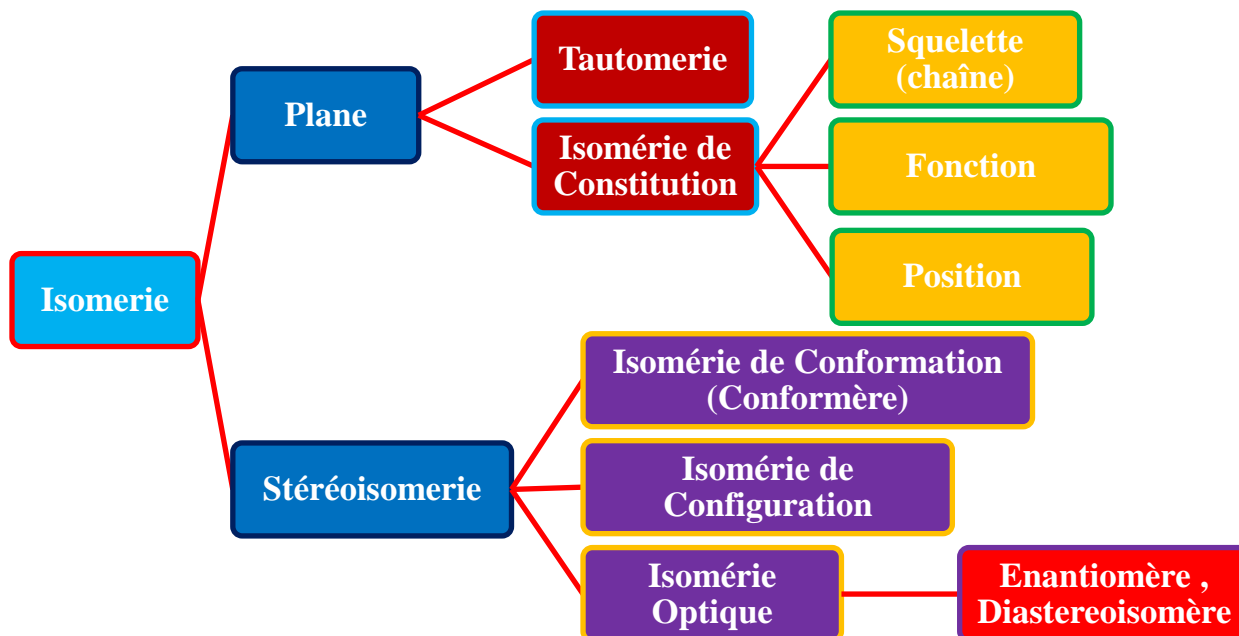 Isomerie
Plane
Tautomerie
Isomérie de
Constitution
Squelette
(chaîne)
Fonction
Position
Stéréoisomerie
Isomérie de Conformation
(Conformère)
Isomérie de
Configuration
Isomérie
Optique
Enantiomère ,
Diastereoisomère